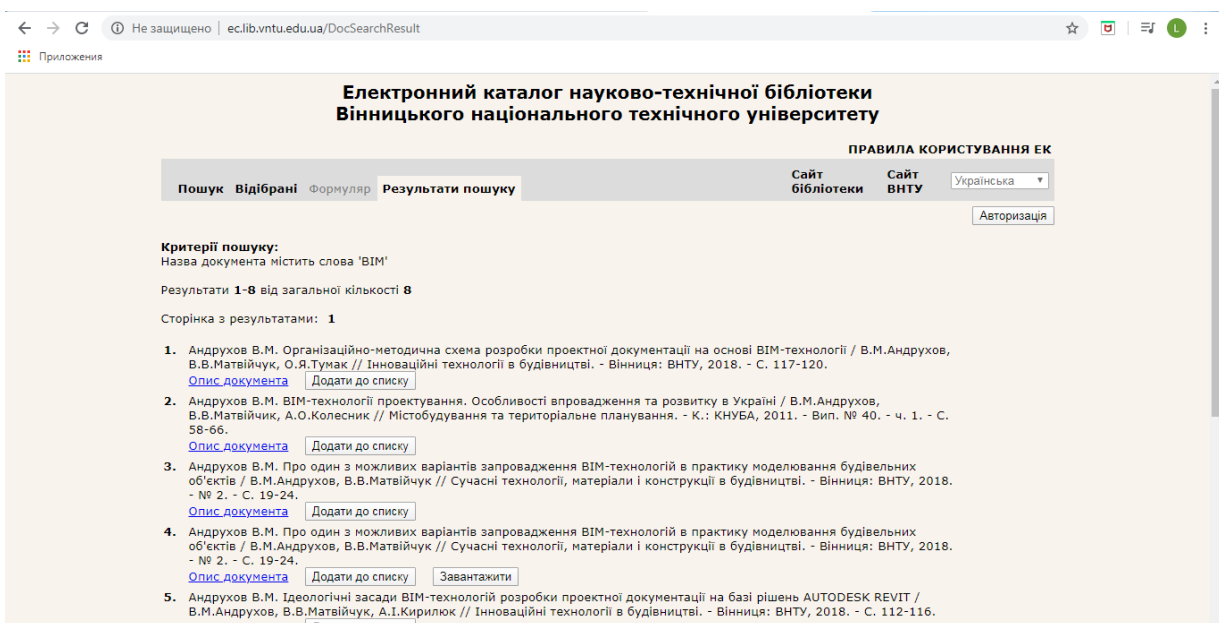 Не защищено | ec.lib.vntu.edu.ua/DocSearchResult
L
Приложения
Електронний каталог науково-технічної бібліотеки
Вінницького національного технічного університету
ПРАВИЛА КОРИСТУВАННЯ ЕК
Пошук Відібрані Формуляр Результати пошуку Сайт бібліотеки Сайт ВНТУ Українська
Авторизація
Критерії пошуку:
Назва документа містить слова 'BIM'
Результати 1-8 від загальної кількості 8
Сторінка з результатами: 1
1. Андрухов В.М. Організаційно-методична схема розробки проектної документації на основі BIM-технології / В.М.Андрухов,
В.В.Матвійчук, О.Я.Тумак // Інноваційні технології в будівництві. - Вінниця: ВНТУ, 2018. - С. 117-120.
Опис документа Додати до списку
2. Андрухов В.М. BIM-технології проектування. Особливості впровадження та розвитку в Україні / В.М.Андрухов,
В.В.Матвійчик, А.О.Колесник // Містобудування та територіальне планування. - К.: КНУБА, 2011. - Вип. № 40. - ч. 1. - С.
58-66.
Опис документа Додати до списку
3. Андрухов В.М. Про один з можливих варіантів запровадження BIM-технологій в практику моделювання будівельних
об'єктів / В.М.Андрухов, В.В.Матвійчук // Сучасні технології, матеріали і конструкції в будівництві. - Вінниця: ВНТУ, 2018.
- № 2. - С. 19-24.
Опис документа Додати до списку
4. Андрухов В.М. Про один з можливих варіантів запровадження BIM-технологій в практику моделювання будівельних
об'єктів / В.М.Андрухов, В.В.Матвійчук // Сучасні технології, матеріали і конструкції в будівництві. - Вінниця: ВНТУ, 2018.
- № 2. - С. 19-24.
Опис документа Додати до списку Завантажити
5. Андрухов В.М. Ідеологічні засади BIM-технологій розробки проектної документації на базі рішень AUTODESK REVIT /
В.М.Андрухов, В.В.Матвійчук, А.І.Кирилюк // Інноваційні технології в будівництві. - Вінниця: ВНТУ, 2018. - С. 112-116.